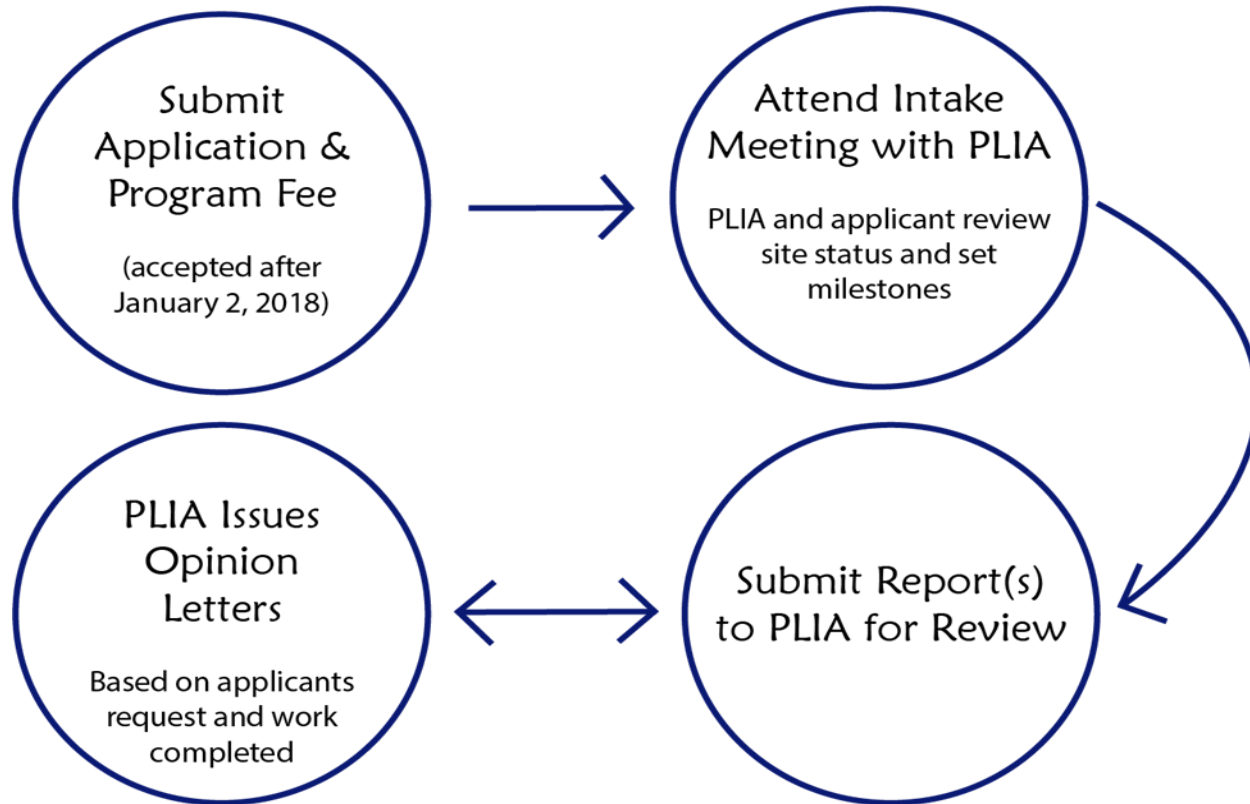 Submit
Application &
Program Fee
(accepted after
January 2, 2018)
Attend Intake
Meeting with PLIA
PLIA and applicant review
site status and set
milestones
Submit Report(s)
to PLIA for Review
PLIA Issues
Opinion
Letters
Based on applicants
request and work
completed